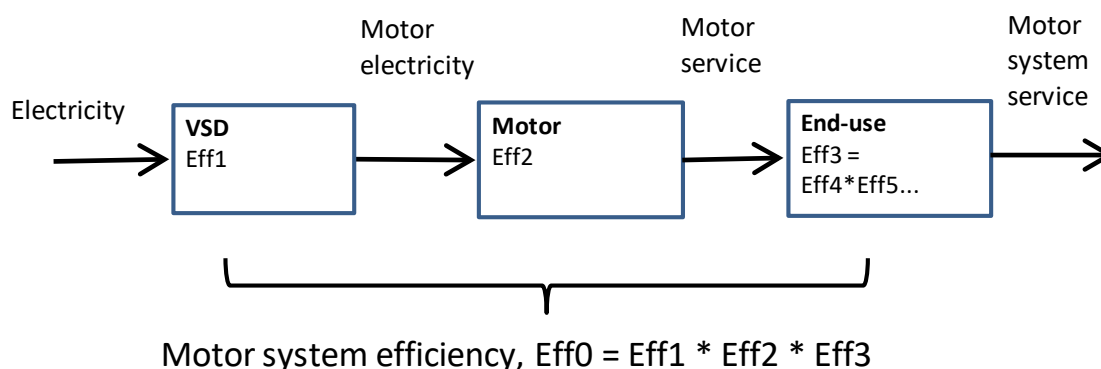 Electricity
VSD
Eff1
Motor
electricity
Motor
Eff2
Motor
service
End-use
Eff3 =
Eff4*Eff5...
Motor
system
service
Motor system efficiency, Eff0 = Eff1 * Eff2 * Eff3